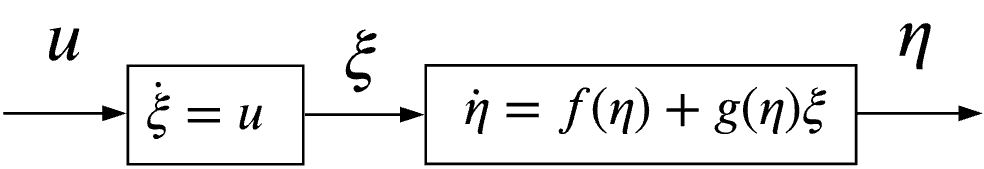 u
ξ
η
ξ̇ = u
η̇ = f(η) + g(η)ξ